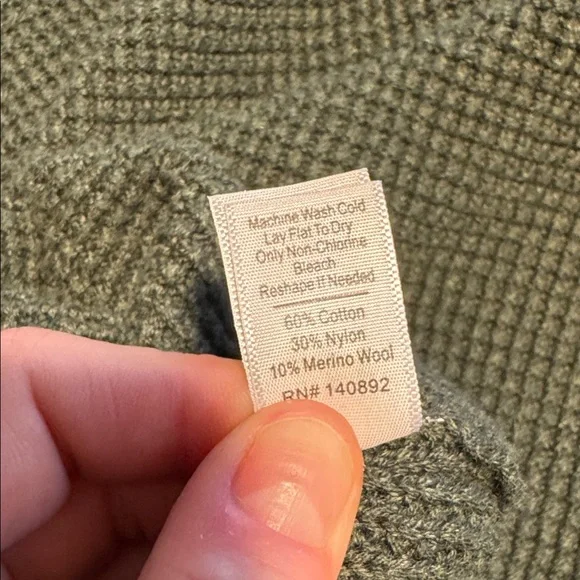 Machine Wash Cold
Lay Flat To Dry
Only Non-Chlorine
Bleach
Reshape If Needed
60% Cotton
30% Nylon
10% Merino Wool
RN# 140892